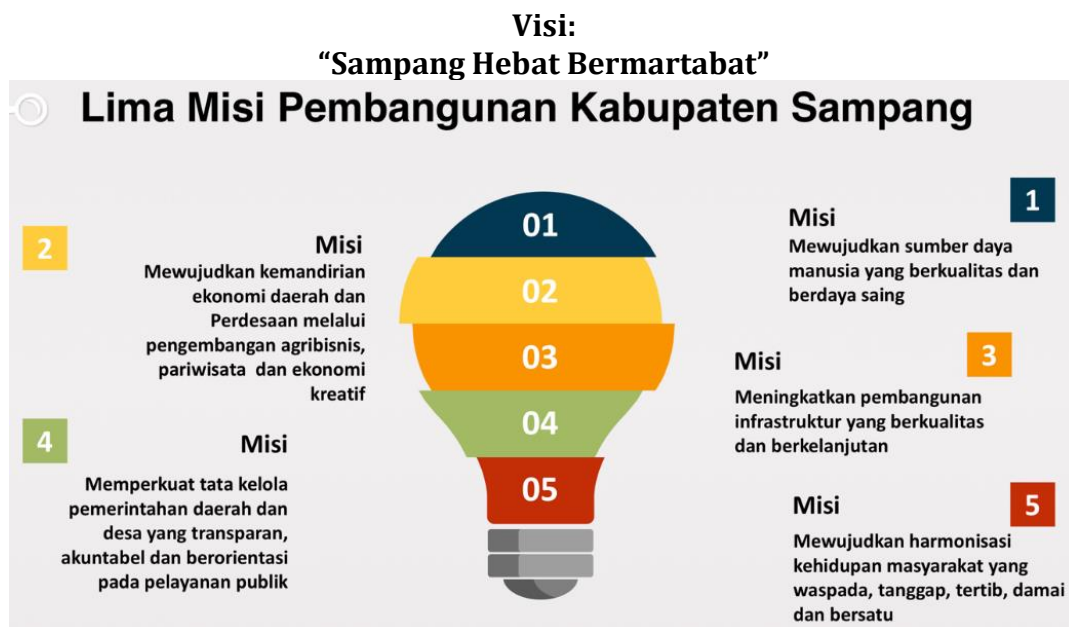 Visi:
“Sampang Hebat Bermartabat”
Lima Misi Pembangunan Kabupaten Sampang
1
Misi
Mewujudkan sumber daya
manusia yang berkualitas dan
berdaya saing
2
Misi
Mewujudkan kemandirian
ekonomi daerah dan
Perdesaan melalui
pengembangan agribisnis,
pariwisata dan ekonomi
kreatif
3
Misi
Meningkatkan pembangunan
infrastruktur yang berkualitas
dan berkelanjutan
4
Misi
Memperkuat tata kelola
pemerintahan daerah dan
desa yang transparan,
akuntabel dan berorientasi
pada pelayanan publik
5
Misi
Mewujudkan harmonisasi
kehidupan masyarakat yang
waspada, tanggap, tertib, damai
dan bersatu
01
02
03
04
05